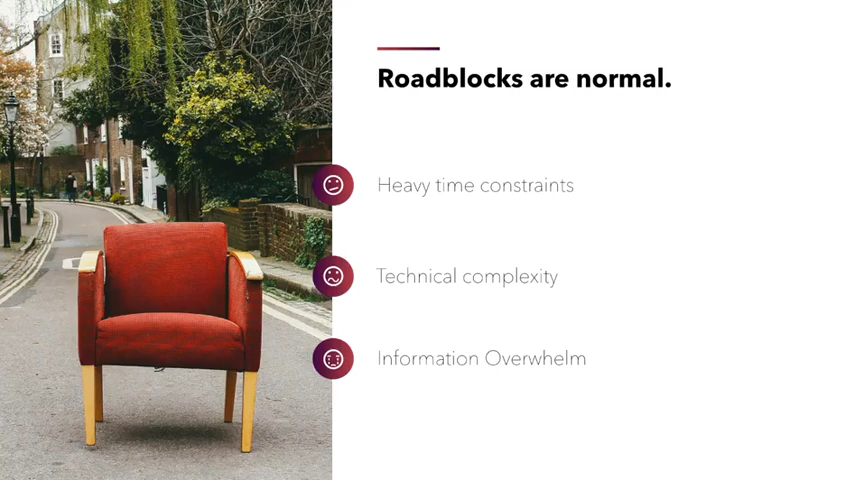 Roadblocks are normal.
Heavy time constraints
Technical complexity
Information Overwhelm